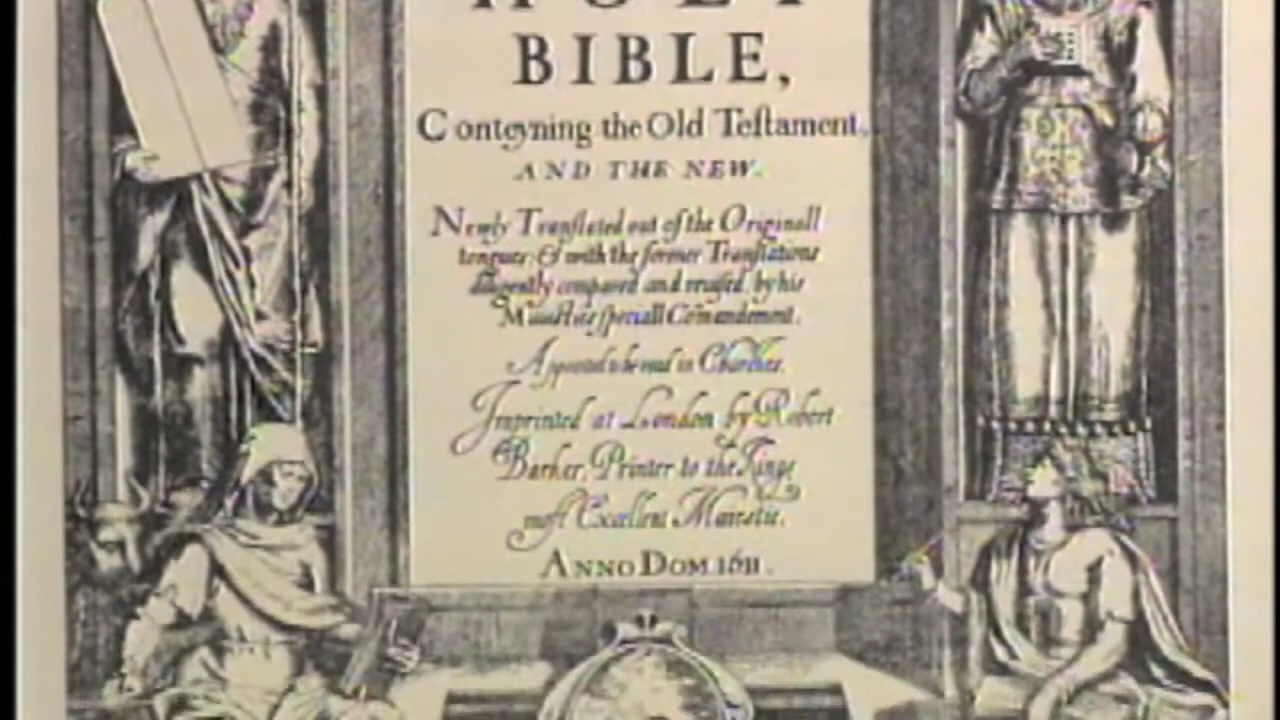 HOLY
BIBLE,
Conteyning the Old Teſtament,
AND THE NEW.
Newly Tranſlated out of the Originall
tongues: & with the former Tranſlations
diligently compared and reuiſed, by his
Maieſties ſpeciall Comandement.
Appointed to be read in Churches.
Imprinted at London by Robert
Barker, Printer to the Kings
moſt Excellent Maieſtie.
ANNO DOM. 1611.